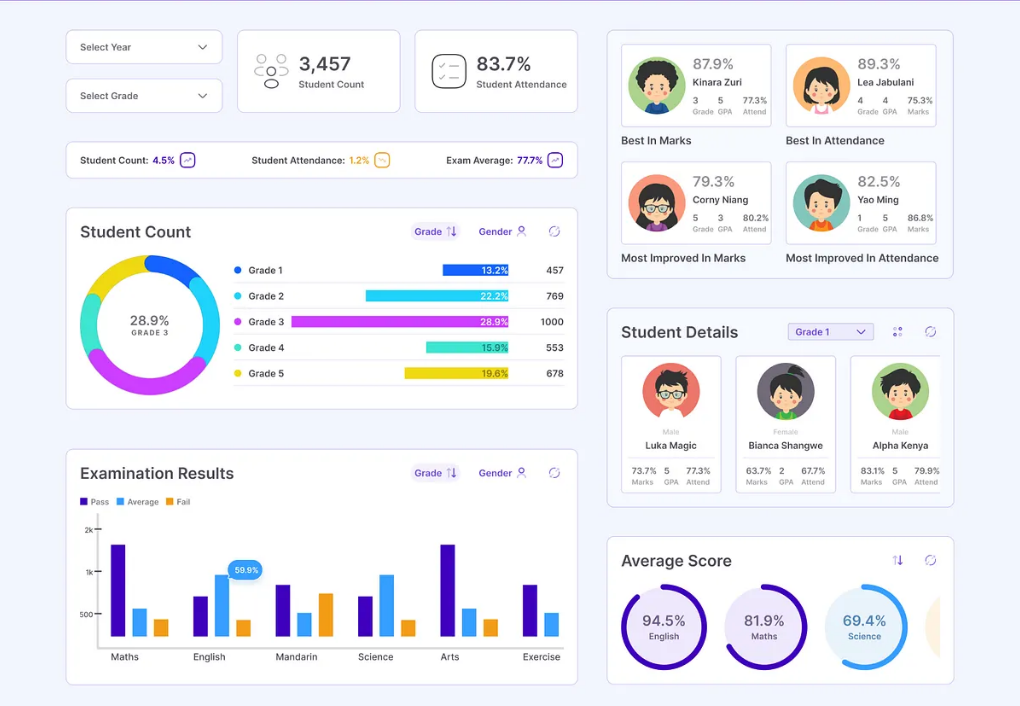 Select Year
Select Grade
3,457
Student Count
83.7%
Student Attendance
Student Count: 4.5%
Student Attendance: 1.2%
Exam Average: 77.7%
Student Count
Grade
Gender
28.9%
GRADE 3
Grade 1 13.2% 457
Grade 2 22.2% 769
Grade 3 28.9% 1000
Grade 4 15.9% 553
Grade 5 19.6% 678
Examination Results
Grade
Gender
Pass Average Fail
2k
1k
500
59.9%
Maths English Mandarin Science Arts Exercise
87.9%
Kinara Zuri
3 5 77.3%
Grade GPA Attend
Best In Marks
89.3%
Lea Jabulani
4 4 75.3%
Grade GPA Marks
Best In Attendance
79.3%
Corny Niang
5 3 80.2%
Grade GPA Attend
Most Improved In Marks
82.5%
Yao Ming
1 5 86.8%
Grade GPA Marks
Most Improved In Attendance
Student Details
Grade 1
Male
Luka Magic
73.7% 5 77.3%
Marks GPA Attend
Female
Bianca Shangwe
63.7% 2 67.7%
Marks GPA Attend
Male
Alpha Kenya
83.1% 5 79.9%
Marks GPA Attend
Average Score
94.5%
English
81.9%
Maths
69.4%
Science